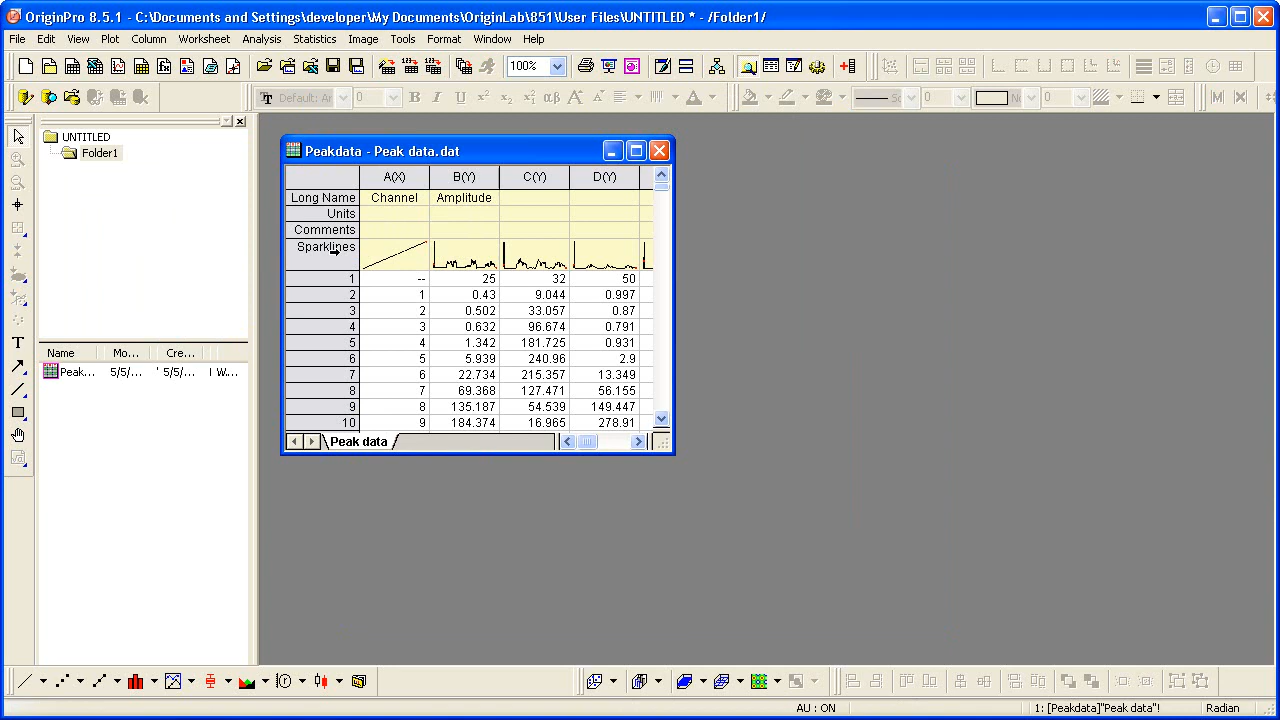 OriginPro 8.5.1 - C:\Documents and Settings\developer\My Documents\OriginLab\851\User Files\UNTITLED * - /Folder1/
File Edit View Plot Column Worksheet Analysis Statistics Image Tools Format Window Help
100%
Default: Ar 0 B I U αβ A A A 0 0
UNTITLED
Folder1
Peakdata - Peak data.dat
A(X) B(Y) C(Y) D(Y)
Long Name Channel Amplitude
Units
Comments
Sparklines
1 -- 25 32 50
2 1 0.43 9.044 0.997
3 2 0.502 33.057 0.87
4 3 0.632 96.674 0.791
5 4 1.342 181.725 0.931
6 5 5.939 240.96 2.9
7 6 22.734 215.357 13.349
8 7 69.368 127.471 56.155
9 8 135.187 54.539 149.447
10 9 184.374 16.965 278.91
Peak data
Name Mo... Cre...
Peak... 5/5/... ' 5/5/... W...
T
AU : ON 1: [Peakdata]"Peak data"! Radian